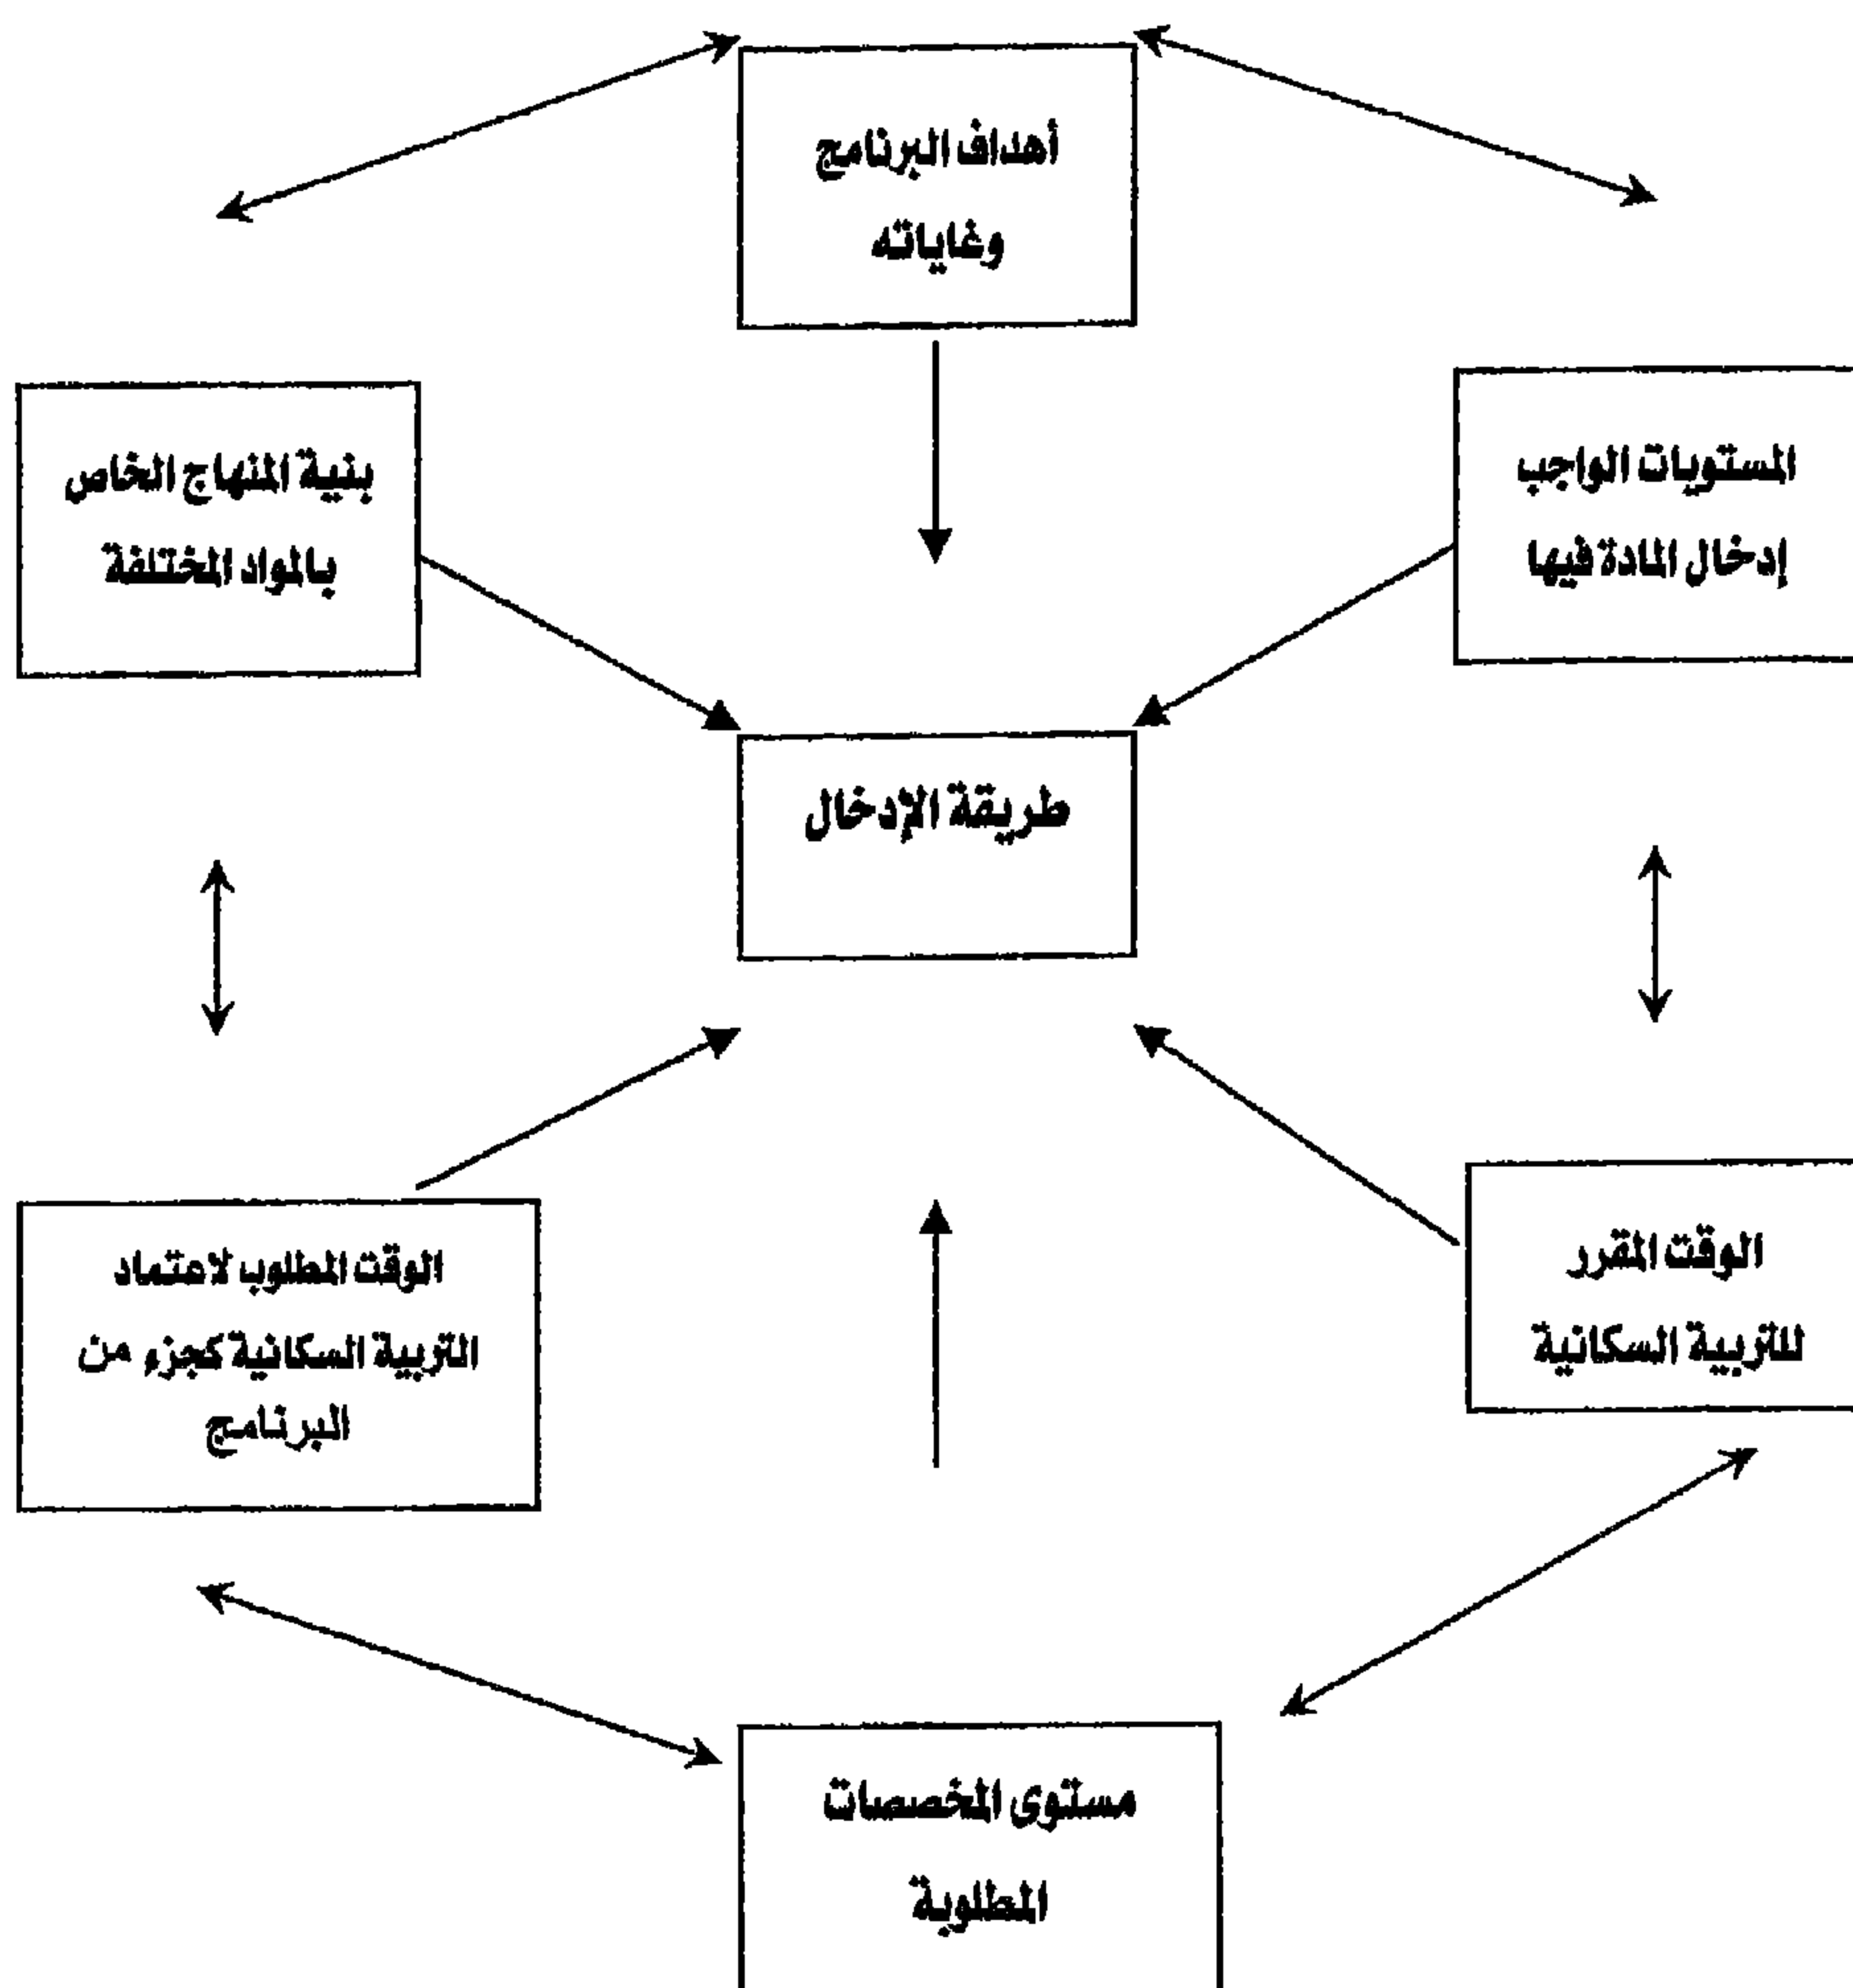 أهداف البرنامج
وغاياته
المستويات الواجب
إدخال المادة فيها
بنية المنهاج الخاص
بالمواد المختلفة
طريقة الإدخال
الوقت المقرر
للتربية السكانية
الوقت المطلوب لاعتماد
التربية السكانية كجزء من
البرنامج
مستوى المخصصات
المطلوبة